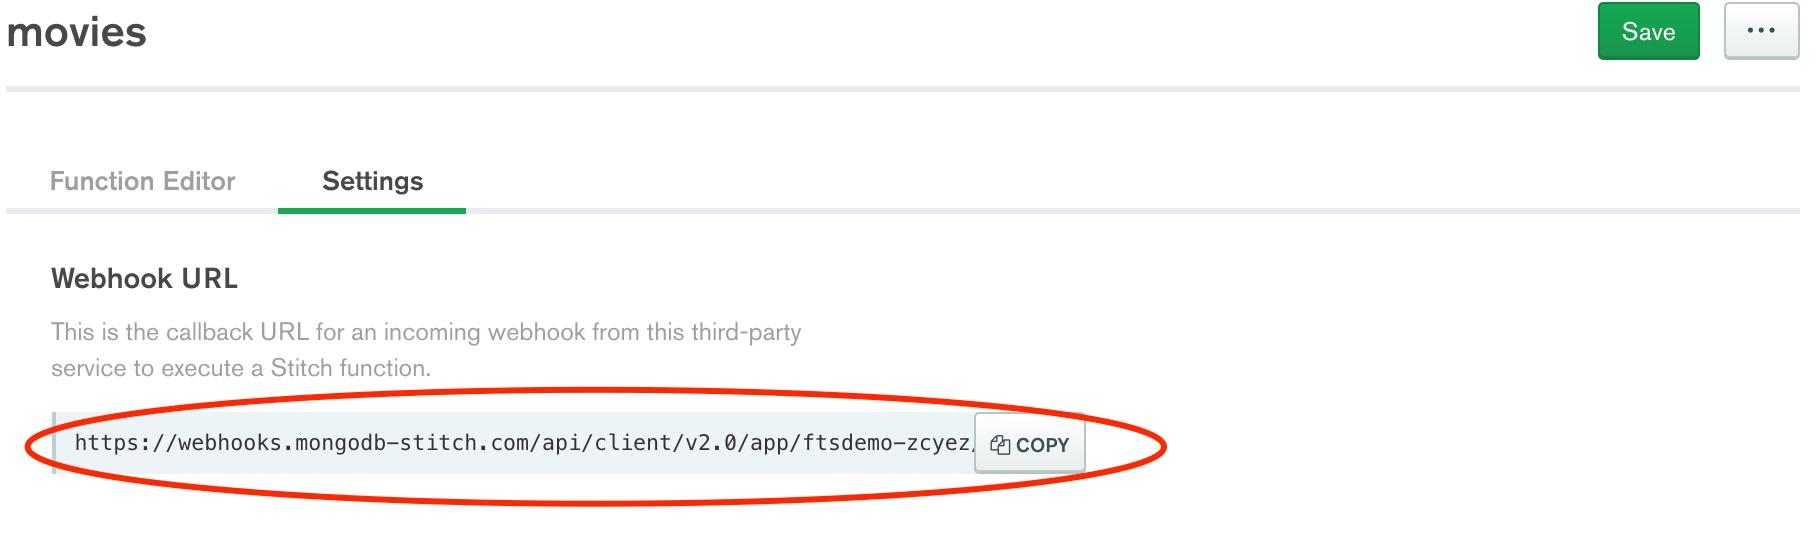 movies
Save
...
Function Editor
Settings
Webhook URL
This is the callback URL for an incoming webhook from this third-party
service to execute a Stitch function.
https://webhooks.mongodb-stitch.com/api/client/v2.0/app/ftsdemo-zcyez/
COPY